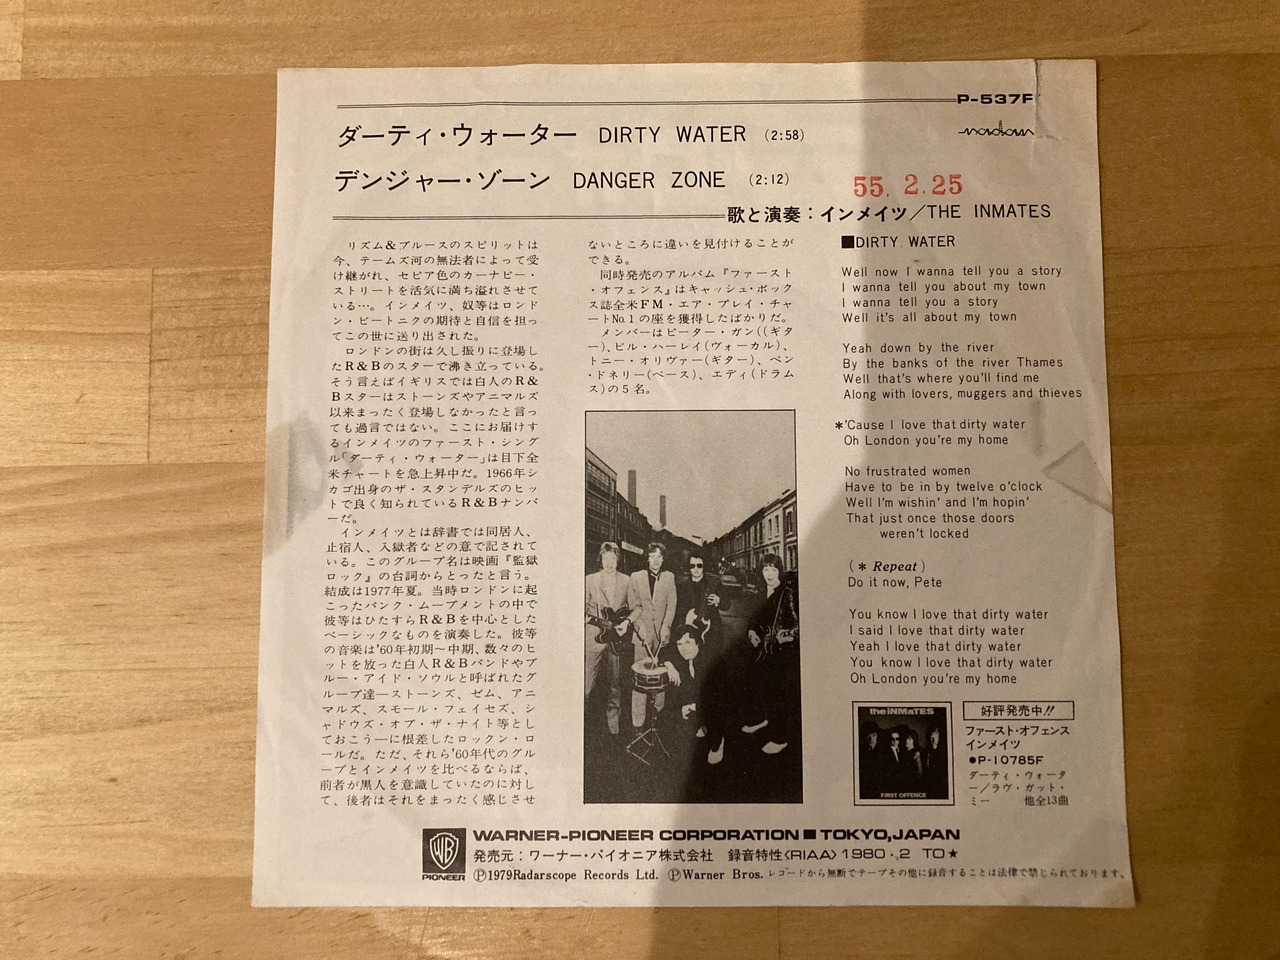 P-537F
radar
ダーティ・ウォーター DIRTY WATER (2:58)
デンジャー・ゾーン DANGER ZONE (2:12)
55. 2. 25
歌と演奏：インメイツ／THE INMATES
リズム&ブルースのスピリットは
今、テームズ河の無法者によって受
け継がれ、セピア色のカーナビー・
ストリートを活気に満ち溢れさせて
いる…。インメイツ、奴等はロンド
ン・ビートニクの期待と自信を担っ
てこの世に送り出された。
ロンドンの街は久し振りに登場し
たR&Bのスターで沸き立っている。
そう言えばイギリスでは白人のR&
Bスターはストーンズやアニマルズ
以来まったく登場しなかったと言っ
ても過言ではない。ここにお届けす
るインメイツのファースト・シング
ル「ダーティ・ウォーター」は目下全
米チャートを急上昇中だ。1966年シ
カゴ出身のザ・スタンデルズのヒッ
トで良く知られているR&Bナンバ
ーだ。
インメイツとは辞書では同居人、
止宿人、入獄者などの意で記されて
いる。このグループ名は映画『監獄
ロック』の台詞からとったと言う。
結成は1977年夏。当時ロンドンに起
こったパンク・ムーブメントの中で
彼等はひたすらR&Bを中心とした
ベーシックなものを演奏した。彼等
の音楽は'60年初期〜中期、数々のヒ
ットを放った白人R&Bバンドやブ
ルー・アイド・ソウルと呼ばれたグ
ループ達—ストーンズ、ゼム、アニ
マルズ、スモール・フェイセズ、シ
ャドウズ・オブ・ザ・ナイト等とし
ておこう—に根差したロックン・ロ
ールだ。ただ、それら'60年代のグル
ープとインメイツを比べるならば、
前者が黒人を意識していたのに対し
て、後者はそれをまったく感じさせ
ないところに違いを見付けることが
できる。
同時発売のアルバム『ファースト
・オフェンス』はキャッシュ・ボック
ス誌全米FM・エア・プレイ・チャ
ートNo.1の座を獲得したばかりだ。
メンバーはピーター・ガン((ギタ
ー)、ビル・ハーレイ(ヴォーカル)、
トニー・オリヴァー(ギター)、ベン
・ドネリー(ベース)、エディ(ドラム
ス)の5名。
■DIRTY WATER
Well now I wanna tell you a story
I wanna tell you about my town
I wanna tell you a story
Well it's all about my town
Yeah down by the river
By the banks of the river Thames
Well that's where you'll find me
Along with lovers, muggers and thieves
*'Cause I love that dirty water
Oh London you're my home
No frustrated women
Have to be in by twelve o'clock
Well I'm wishin' and I'm hopin'
That just once those doors
weren't locked
(* Repeat)
Do it now, Pete
You know I love that dirty water
I said I love that dirty water
Yeah I love that dirty water
You know I love that dirty water
Oh London you're my home
the INMATES
FIRST OFFENCE
好評発売中!!
ファースト・オフェンス
インメイツ
●P-10785F
ダーティ・ウォータ
ー／ラヴ・ガット・
ミー 他全13曲
WB
PIONEER
WARNER-PIONEER CORPORATION ■ TOKYO, JAPAN
発売元：ワーナー・パイオニア株式会社 録音特性〈RIAA〉1980・2 TO★
Ⓟ1979Radarscope Records Ltd. ⓅWarner Bros. レコードから無断でテープその他に録音することは法律で禁じられております。